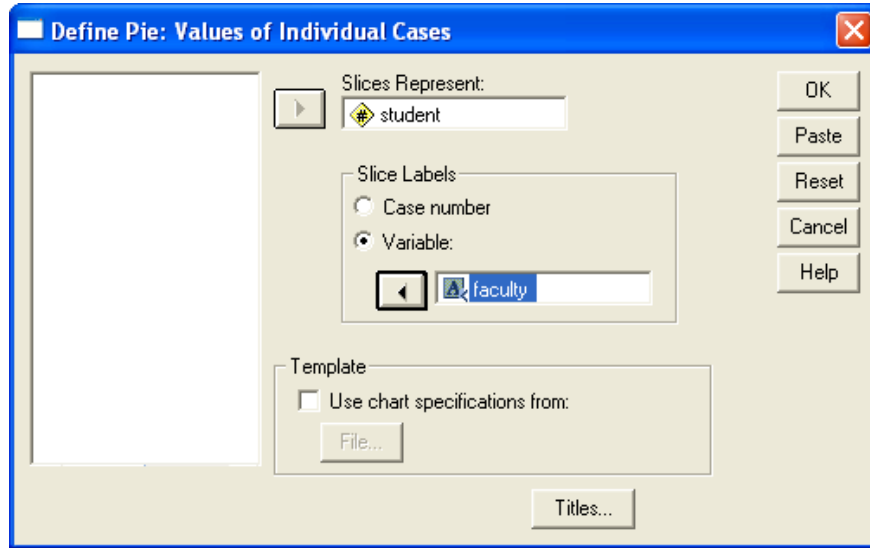 Define Pie: Values of Individual Cases
Slices Represent:
# student
Slice Labels
Case number
Variable:
A faculty
Template
Use chart specifications from:
File...
Titles...
OK
Paste
Reset
Cancel
Help